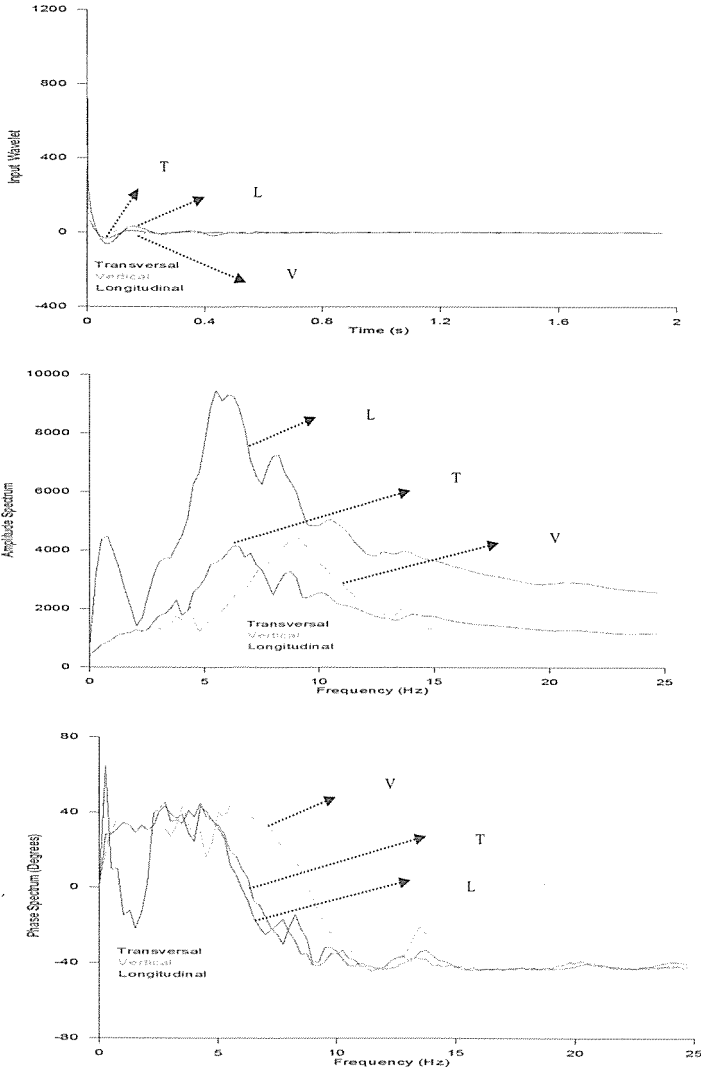 1200
800
400
0
-400
Input Wavelet
T
L
V
Transversal
Vertical
Longitudinal
0 0.4 0.8 1.2 1.6 2
Time (s)
10000
8000
6000
4000
2000
0
Amplitude Spectrum
L
T
V
Transversal
Vertical
Longitudinal
0 5 10 15 20 25
Frequency (Hz)
80
40
0
-40
-80
Phase Spectrum (Degrees)
V
T
L
Transversal
Vertical
Longitudinal
0 5 10 15 20 25
Frequency (Hz)